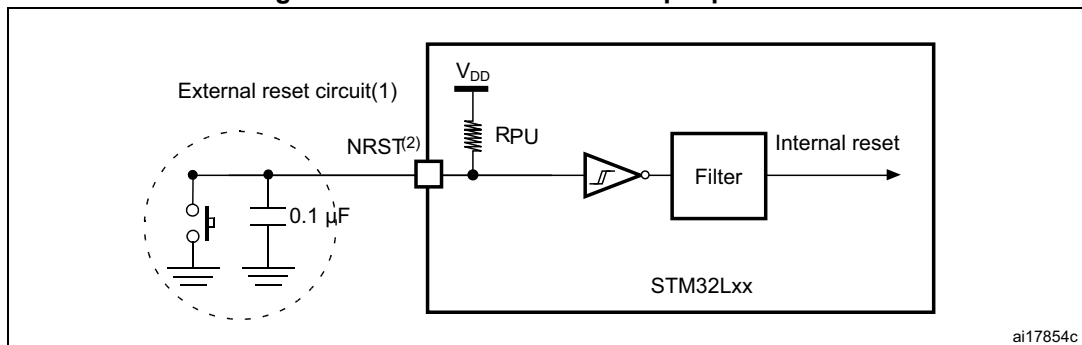 External reset circuit(1)
VDD
NRST(2)
RPU
Internal reset
Filter
0.1 μF
STM32Lxx
ai17854c